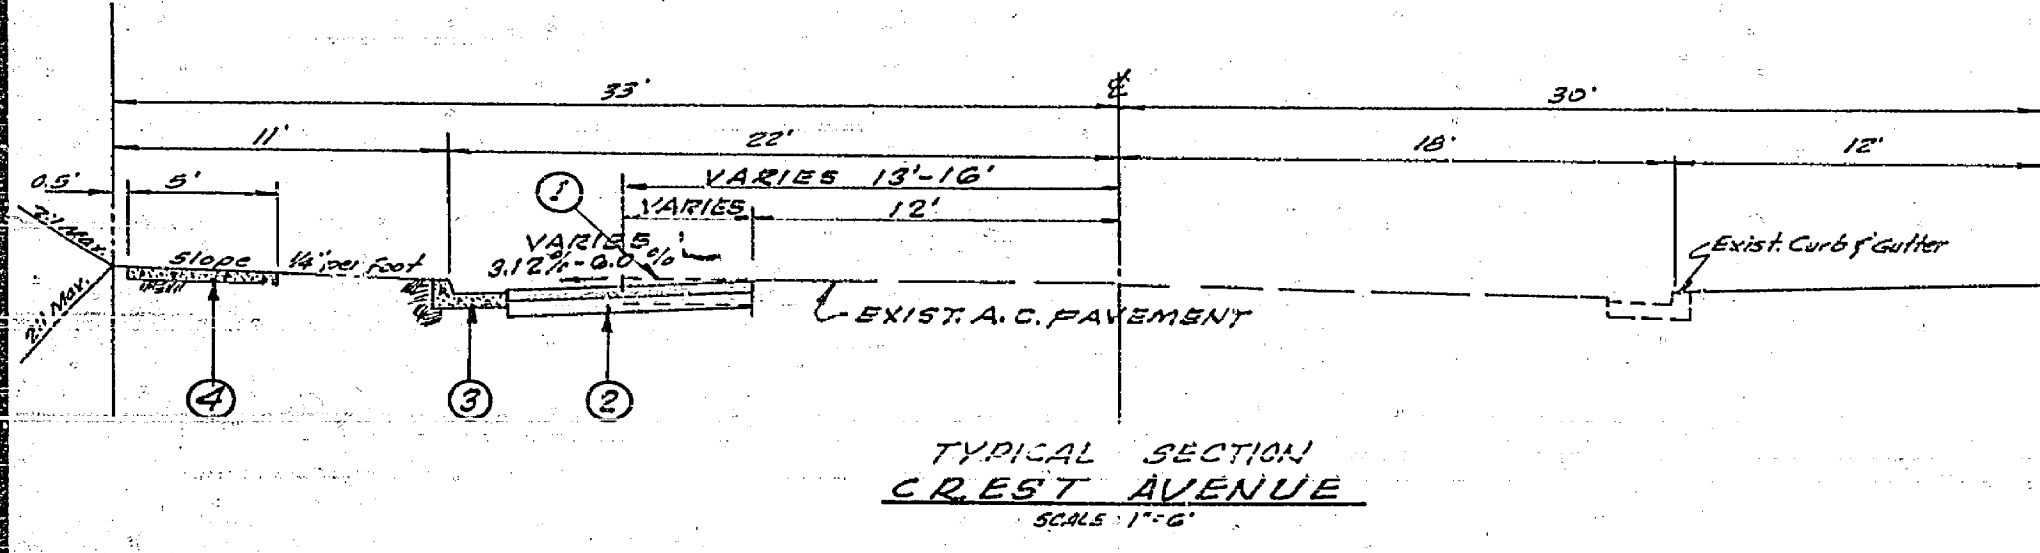 ℄
33' 30'
11' 22' 18' 12'
0.5' 5' VARIES 13'-16'
1 VARIES 12'
2:1 Max. VARIES
Slope 1/4" per Foot 3.12%-6.0% Exist. Curb & Gutter
2:1 Max. EXIST. A.C. PAVEMENT
4 3 2
TYPICAL SECTION
CREST AVENUE
SCALE: 1"=6'